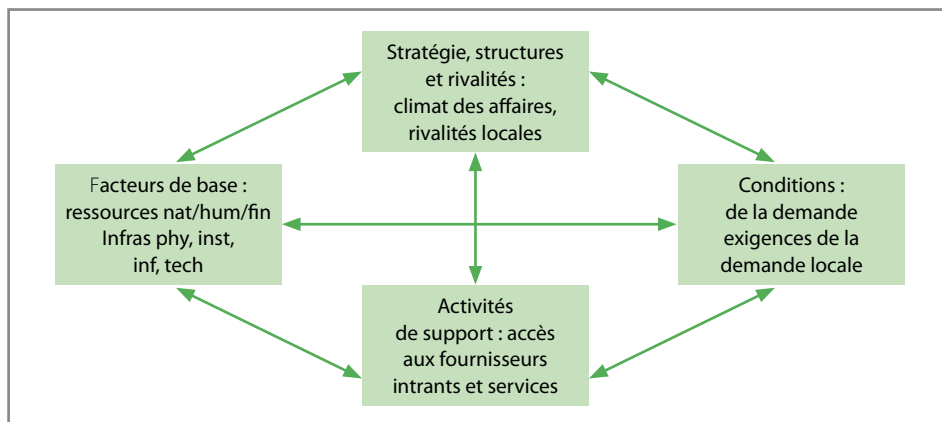 Stratégie, structures
et rivalités :
climat des affaires,
rivalités locales
Facteurs de base :
ressources nat/hum/fin
Infras phy, inst,
inf, tech
Conditions :
de la demande
exigences de la
demande locale
Activités
de support : accès
aux fournisseurs
intrants et services